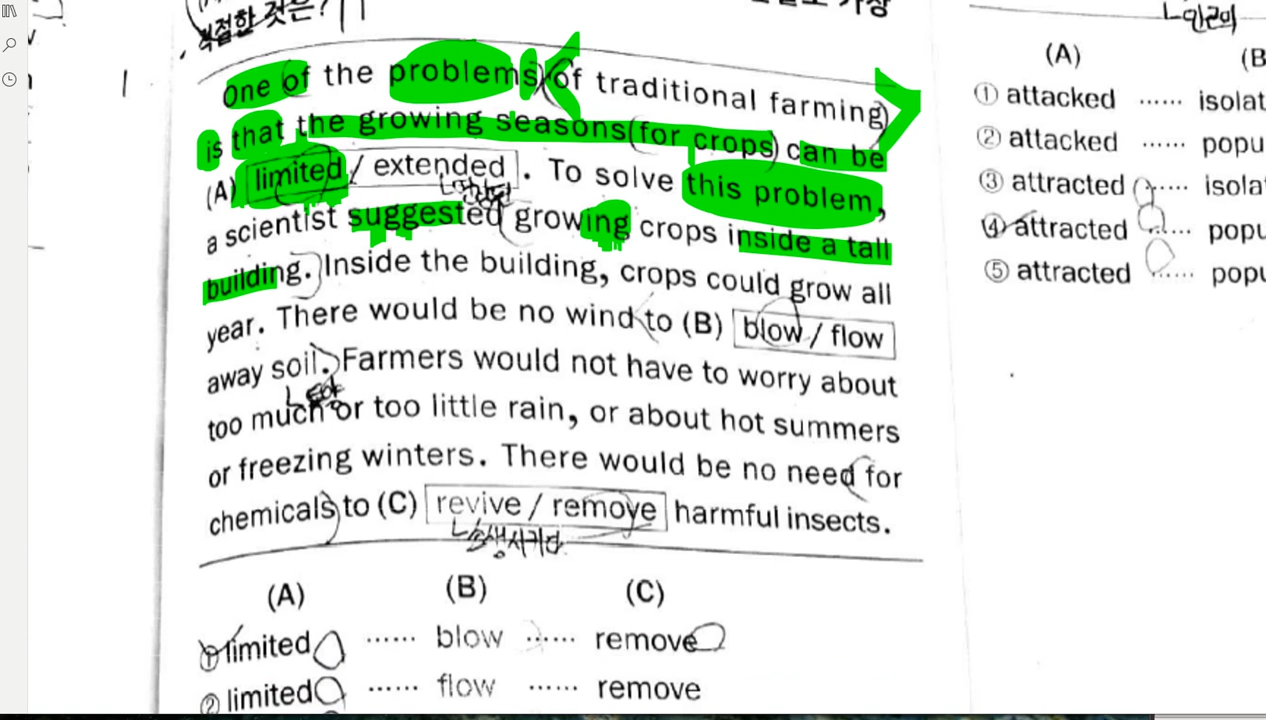 적절한 것은?
One of the problems of traditional farming
is that the growing seasons (for crops) can be
(A) limited / extended . To solve this problem,
a scientist suggested growing crops inside a tall
building. Inside the building, crops could grow all
year. There would be no wind to (B) blow / flow
away soil. Farmers would not have to worry about
too much or too little rain, or about hot summers
or freezing winters. There would be no need for
chemicals to (C) revive / remove harmful insects.
소생시키다
(A) (B) (C)
① limited ...... blow ...... remove
② limited ...... flow ...... remove
(A) (B
① attacked ...... isolat
② attacked ...... popu
③ attracted ...... isola
④ attracted ...... popu
⑤ attracted ...... popu